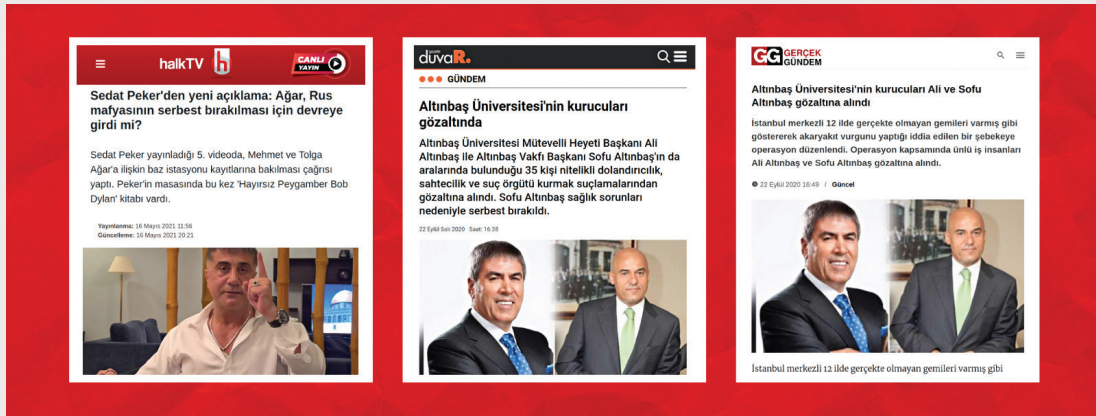 halkTV
CANLI
YAYIN
Sedat Peker'den yeni açıklama: Ağar, Rus
mafyasının serbest bırakılması için devreye
girdi mi?
Sedat Peker yayınladığı 5. videoda, Mehmet ve Tolga
Ağar'a ilişkin baz istasyonu kayıtlarına bakılması çağrısı
yaptı. Peker'in masasında bu kez 'Hayırsız Peygamber Bob
Dylan' kitabı vardı.
Yayınlanma: 16 Mayıs 2021 11:56
Güncelleme: 16 Mayıs 2021 20:21
gazete
duvaR.
GÜNDEM
Altınbaş Üniversitesi'nin kurucuları
gözaltında
Altınbaş Üniversitesi Mütevelli Heyeti Başkanı Ali
Altınbaş ile Altınbaş Vakfı Başkanı Sofu Altınbaş'ın da
aralarında bulunduğu 35 kişi nitelikli dolandırıcılık,
sahtecilik ve suç örgütü kurmak suçlamalarından
gözaltına alındı. Sofu Altınbaş sağlık sorunları
nedeniyle serbest bırakıldı.
22 Eylül Salı 2020 Saat: 16:38
GG GERÇEK
GÜNDEM
Altınbaş Üniversitesi'nin kurucuları Ali ve Sofu
Altınbaş gözaltına alındı
İstanbul merkezli 12 ilde gerçekte olmayan gemileri varmış gibi
göstererek akaryakıt vurgunu yaptığı iddia edilen bir şebekeye
operasyon düzenlendi. Operasyon kapsamında ünlü iş insanları
Ali Altınbaş ve Sofu Altınbaş gözaltına alındı.
22 Eylül 2020 16:49 / Güncel
İstanbul merkezli 12 ilde gerçekte olmayan gemileri varmış gibi